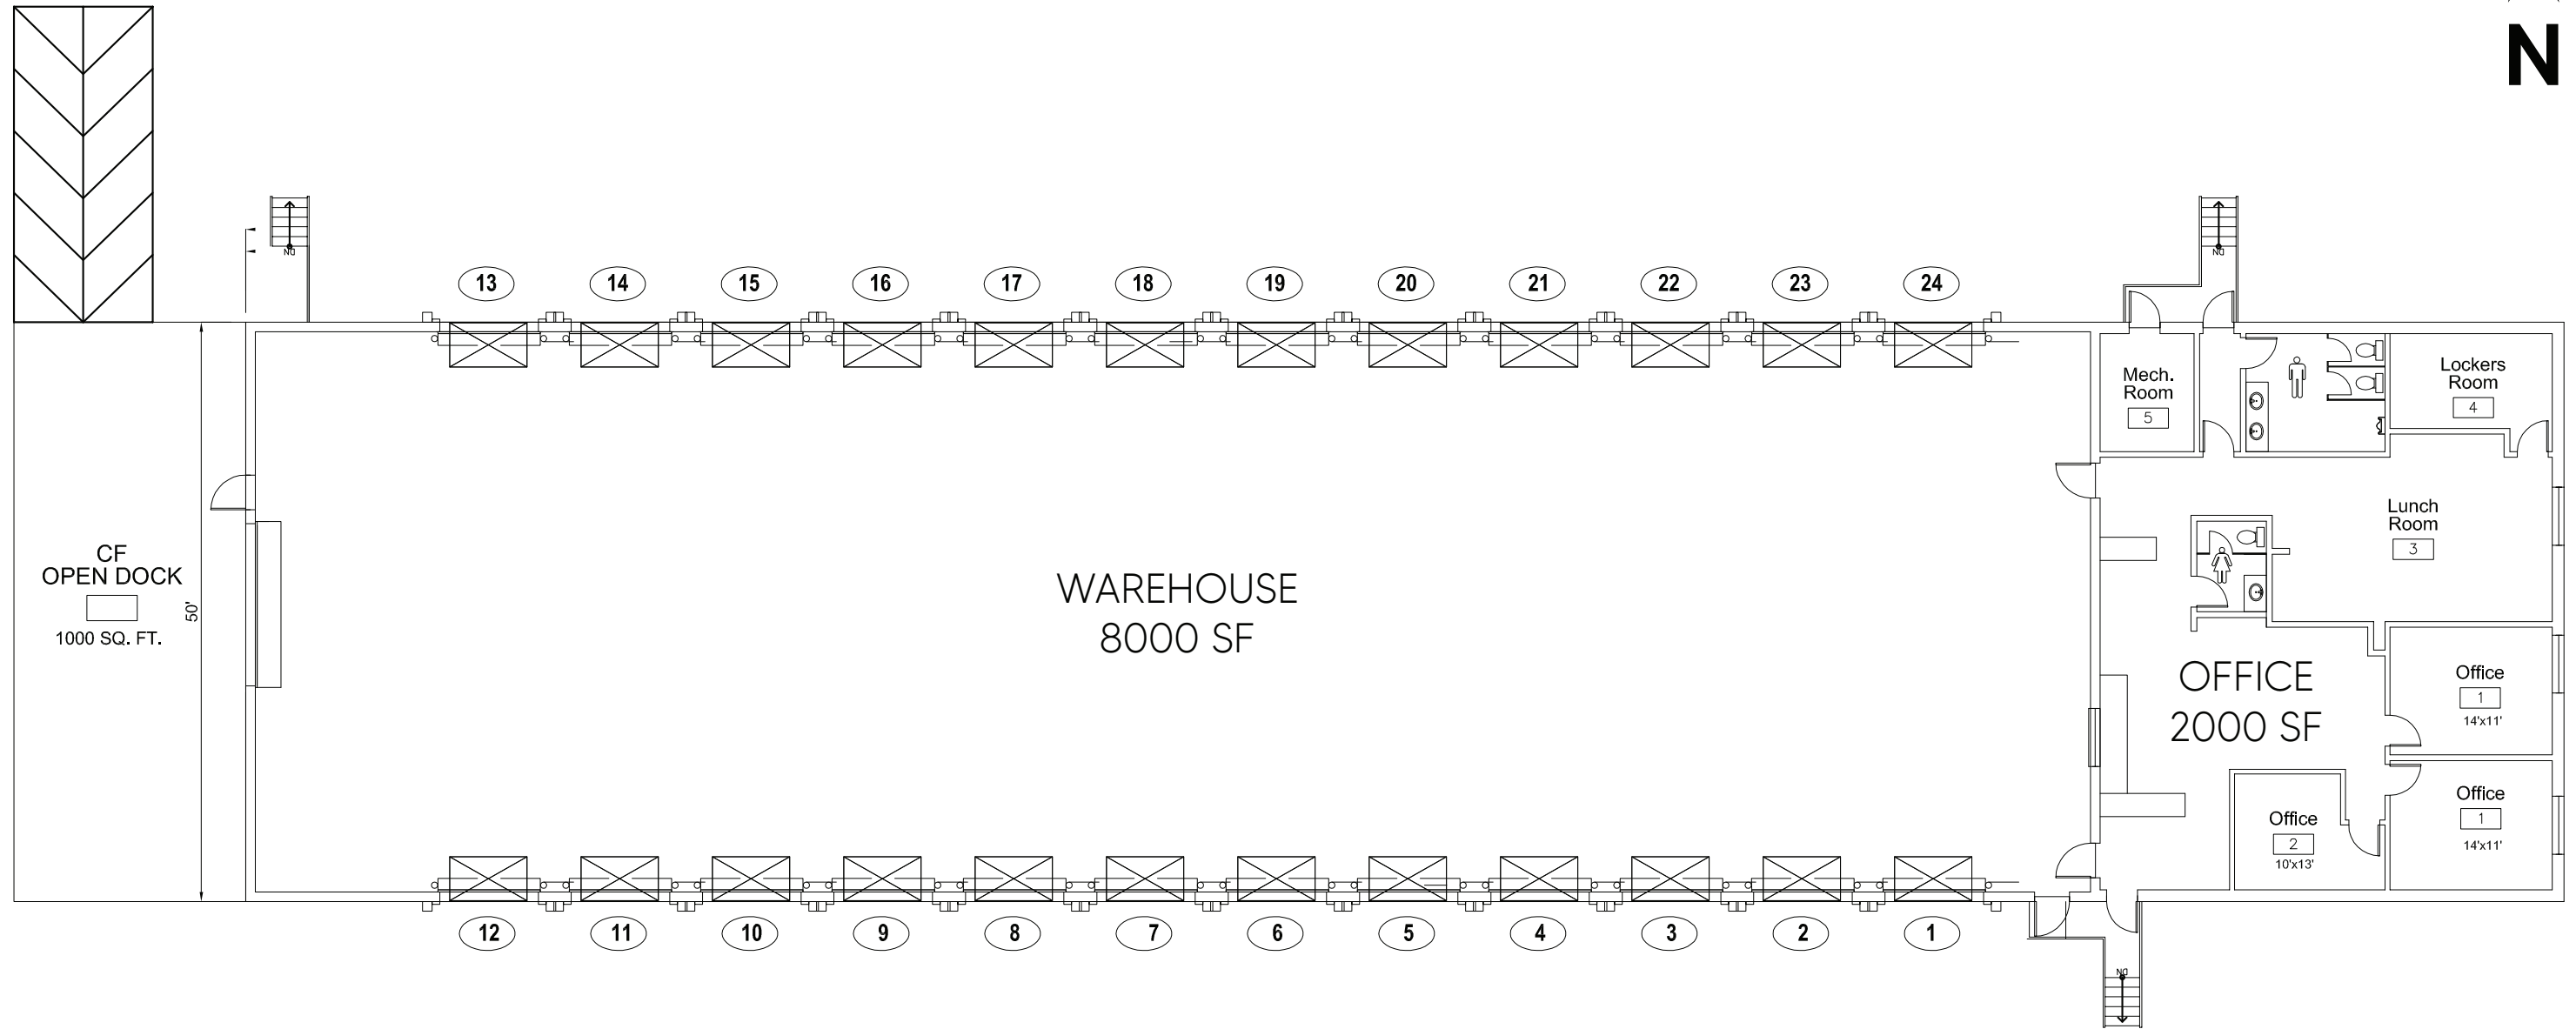 N
DN
DN
13 14 15 16 17 18 19 20 21 22 23 24
Mech.
Room
5
Lockers
Room
4
Lunch
Room
3
CF
OPEN DOCK
1000 SQ. FT.
50'
WAREHOUSE
8000 SF
OFFICE
2000 SF
Office
1
14'x11'
Office
1
14'x11'
Office
2
10'x13'
12 11 10 9 8 7 6 5 4 3 2 1
DN